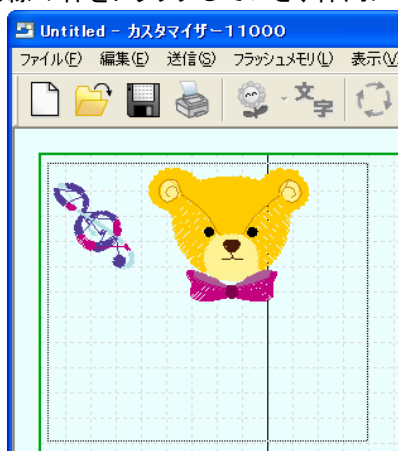 Untitled - カスタマイザー11000
ファイル(F) 編集(E) 送信(S) フラッシュメモリ(L) 表示(V
文字